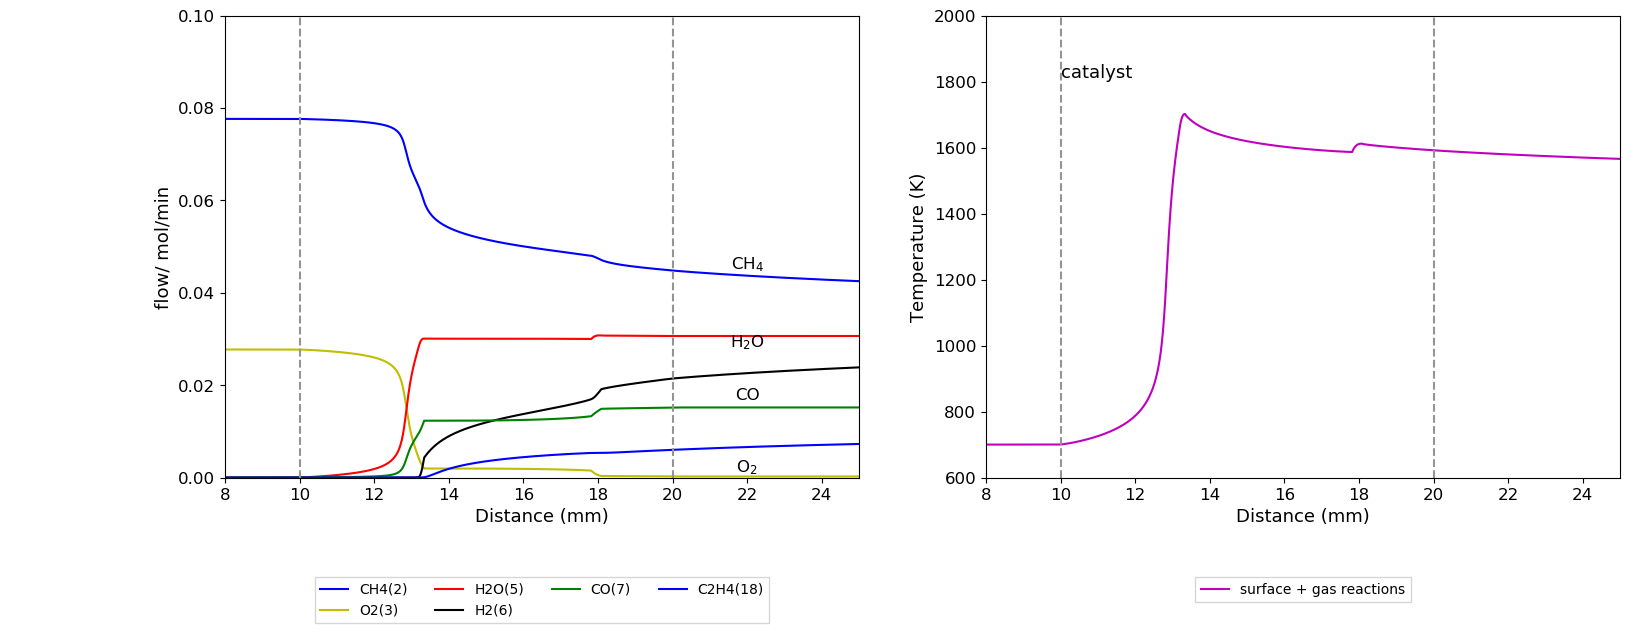 0.10
0.08
0.06
0.04
0.02
0.00
flow/ mol/min
CH4
H2O
CO
O2
8 10 12 14 16 18 20 22 24
Distance (mm)
CH4(2) H2O(5) CO(7) C2H4(18)
O2(3) H2(6)
2000
1800
1600
1400
1200
1000
800
600
Temperature (K)
catalyst
8 10 12 14 16 18 20 22 24
Distance (mm)
surface + gas reactions